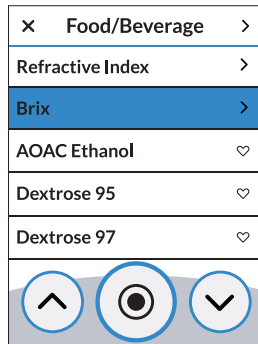 Food/Beverage
Refractive Index
Brix
AOAC Ethanol
Dextrose 95
Dextrose 97